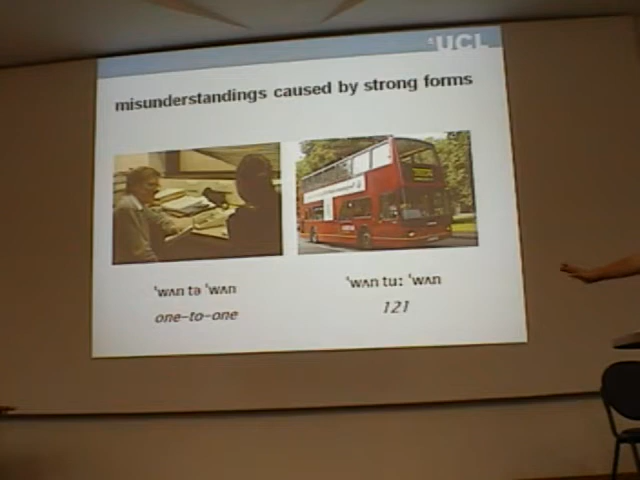 UCL
misunderstandings caused by strong forms
ˈwʌn tə ˈwʌn
one-to-one
ˈwʌn tuː ˈwʌn
121